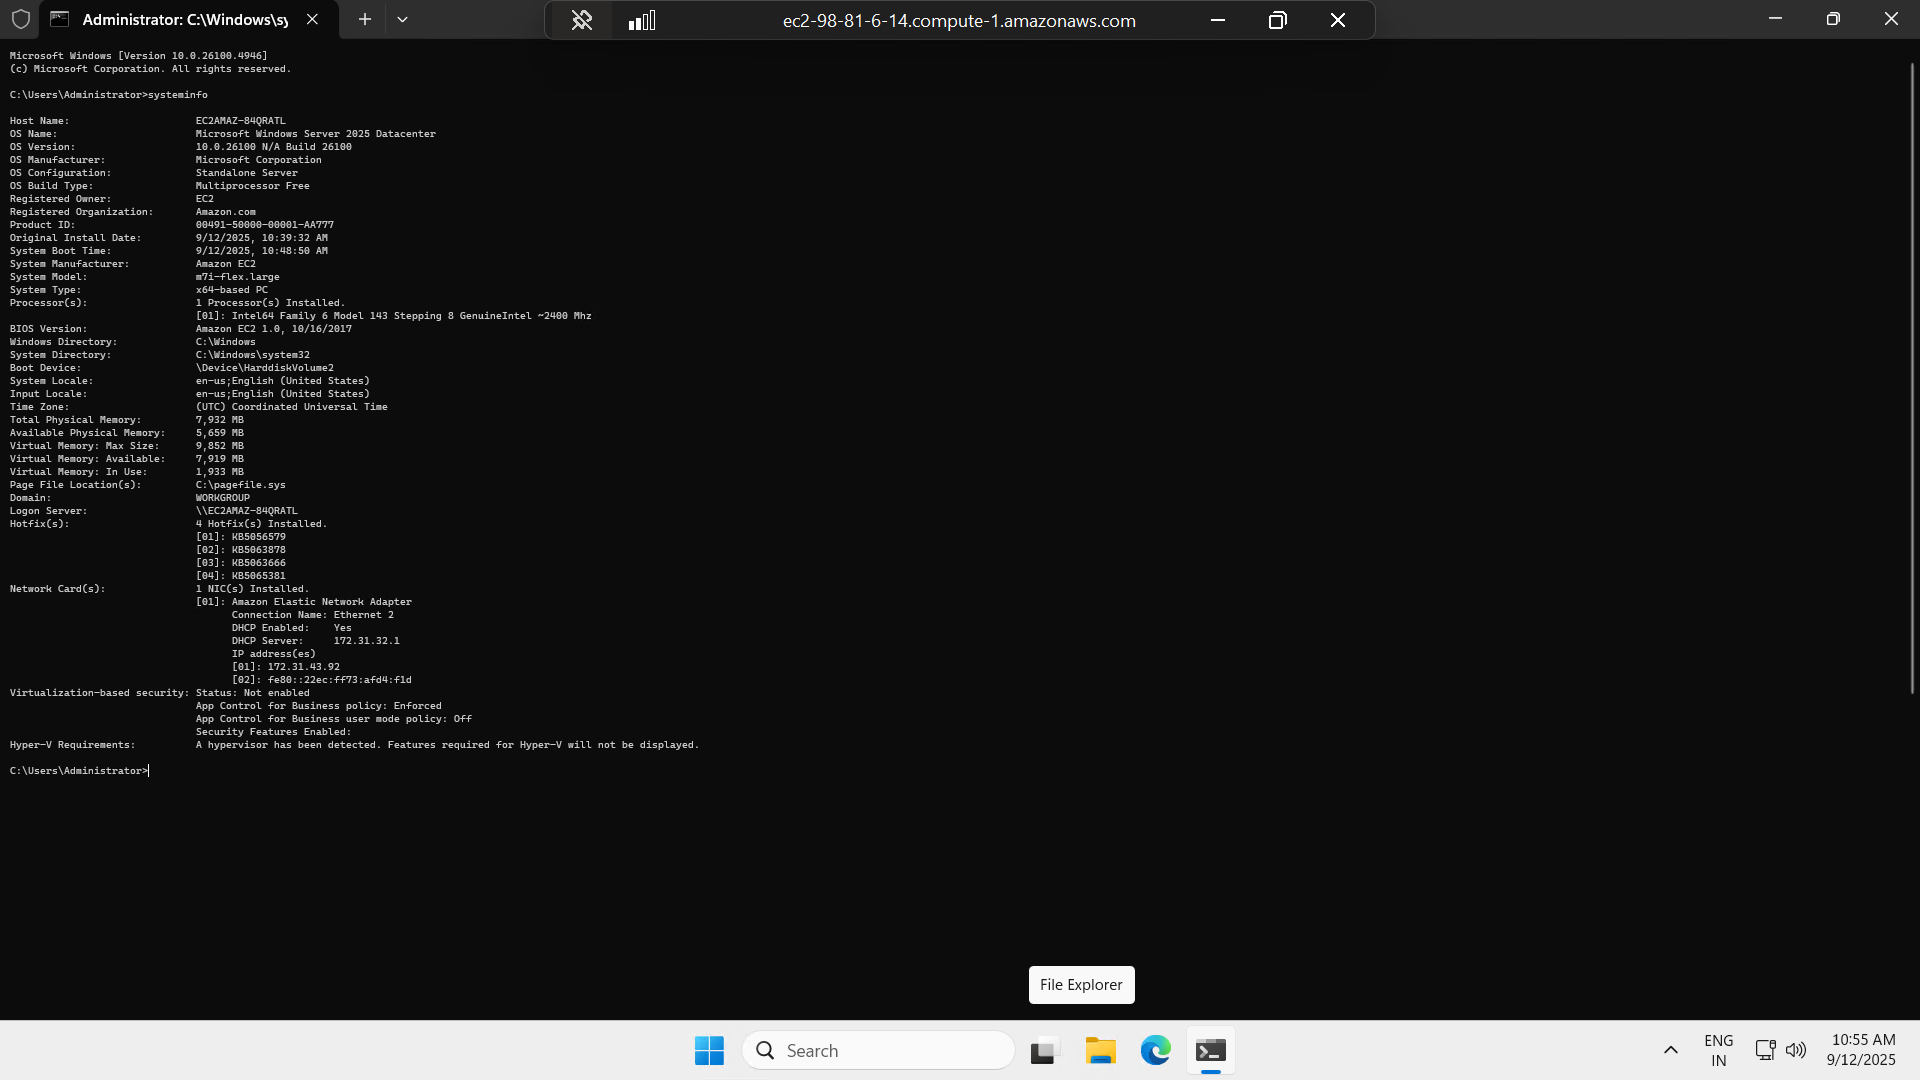 Administrator: C:\Windows\sy
ec2-98-81-6-14.compute-1.amazonaws.com
Microsoft Windows [Version 10.0.26100.4946]
(c) Microsoft Corporation. All rights reserved.
C:\Users\Administrator>systeminfo
Host Name: EC2AMAZ-84QRATL
OS Name: Microsoft Windows Server 2025 Datacenter
OS Version: 10.0.26100 N/A Build 26100
OS Manufacturer: Microsoft Corporation
OS Configuration: Standalone Server
OS Build Type: Multiprocessor Free
Registered Owner: EC2
Registered Organization: Amazon.com
Product ID: 00491-50000-00001-AA777
Original Install Date: 9/12/2025, 10:39:32 AM
System Boot Time: 9/12/2025, 10:48:50 AM
System Manufacturer: Amazon EC2
System Model: m7i-flex.large
System Type: x64-based PC
Processor(s): 1 Processor(s) Installed.
[01]: Intel64 Family 6 Model 143 Stepping 8 GenuineIntel ~2400 Mhz
BIOS Version: Amazon EC2 1.0, 10/16/2017
Windows Directory: C:\Windows
System Directory: C:\Windows\system32
Boot Device: \Device\HarddiskVolume2
System Locale: en-us;English (United States)
Input Locale: en-us;English (United States)
Time Zone: (UTC) Coordinated Universal Time
Total Physical Memory: 7,932 MB
Available Physical Memory: 5,659 MB
Virtual Memory: Max Size: 9,852 MB
Virtual Memory: Available: 7,919 MB
Virtual Memory: In Use: 1,933 MB
Page File Location(s): C:\pagefile.sys
Domain: WORKGROUP
Logon Server: \\EC2AMAZ-84QRATL
Hotfix(s): 4 Hotfix(s) Installed.
[01]: KB5056579
[02]: KB5063878
[03]: KB5063666
[04]: KB5065381
Network Card(s): 1 NIC(s) Installed.
[01]: Amazon Elastic Network Adapter
Connection Name: Ethernet 2
DHCP Enabled: Yes
DHCP Server: 172.31.32.1
IP address(es)
[01]: 172.31.43.92
[02]: fe80::22ec:ff73:afd4:f1d
Virtualization-based security: Status: Not enabled
App Control for Business policy: Enforced
App Control for Business user mode policy: Off
Security Features Enabled:
Hyper-V Requirements: A hypervisor has been detected. Features required for Hyper-V will not be displayed.
C:\Users\Administrator>
File Explorer
Search
ENG
IN
10:55 AM
9/12/2025